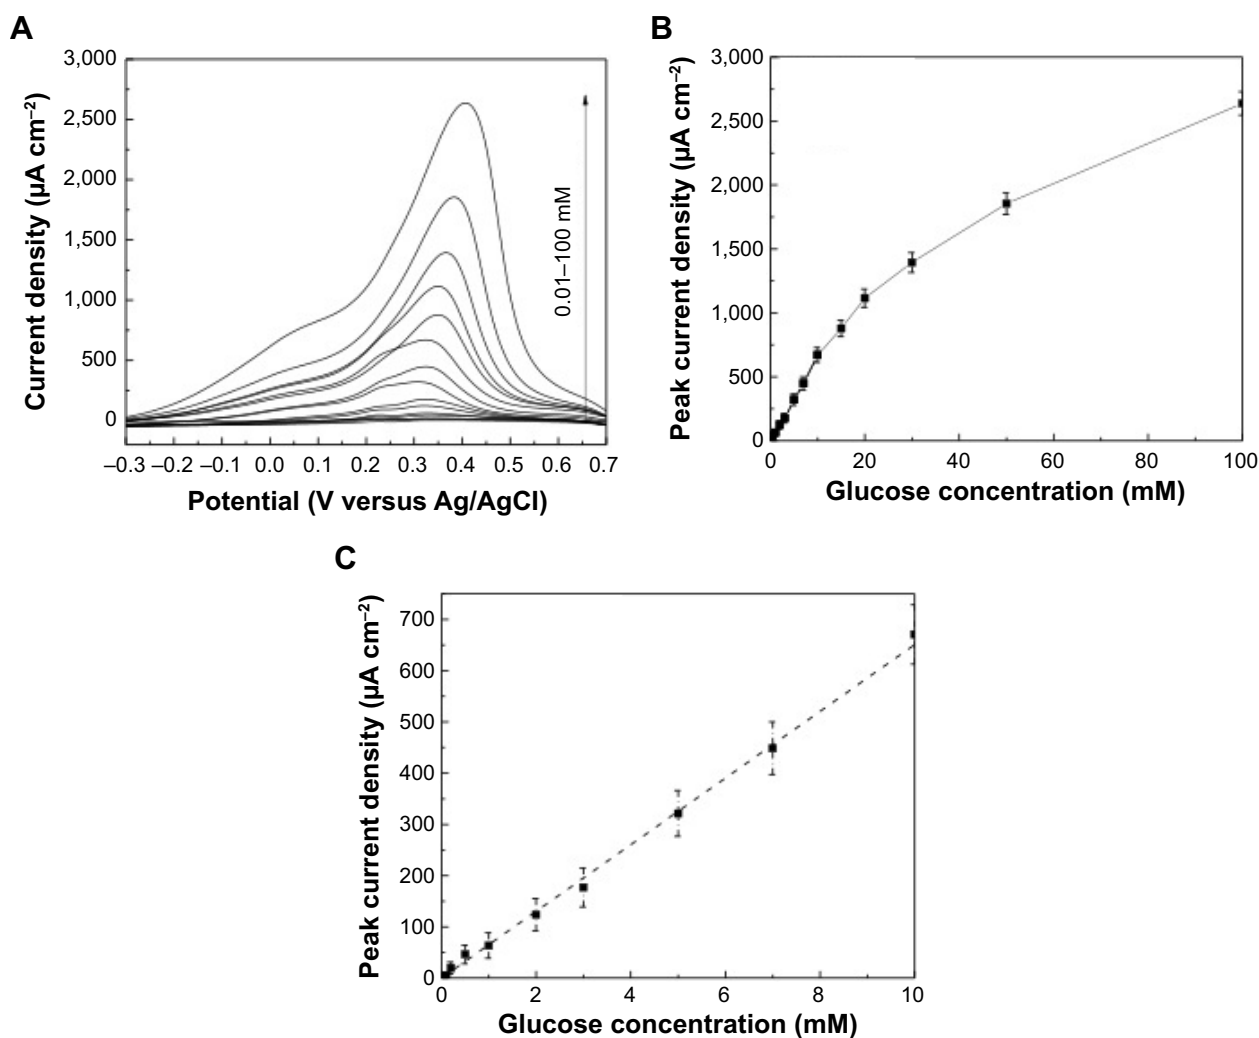 A
3,000
2,500
2,000
1,500
1,000
500
0
Current density (µA cm⁻²)
0.01–100 mM
–0.3 –0.2 –0.1 0.0 0.1 0.2 0.3 0.4 0.5 0.6 0.7
Potential (V versus Ag/AgCl)
B
3,000
2,500
2,000
1,500
1,000
500
0
Peak current density (µA cm⁻²)
0 20 40 60 80 100
Glucose concentration (mM)
C
700
600
500
400
300
200
100
0
Peak current density (µA cm⁻²)
0 2 4 6 8 10
Glucose concentration (mM)